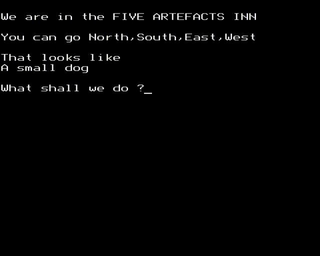 We are in the FIVE ARTEFACTS INN
You can go North,South,East,West
That looks like
A small dog
What shall we do ?_